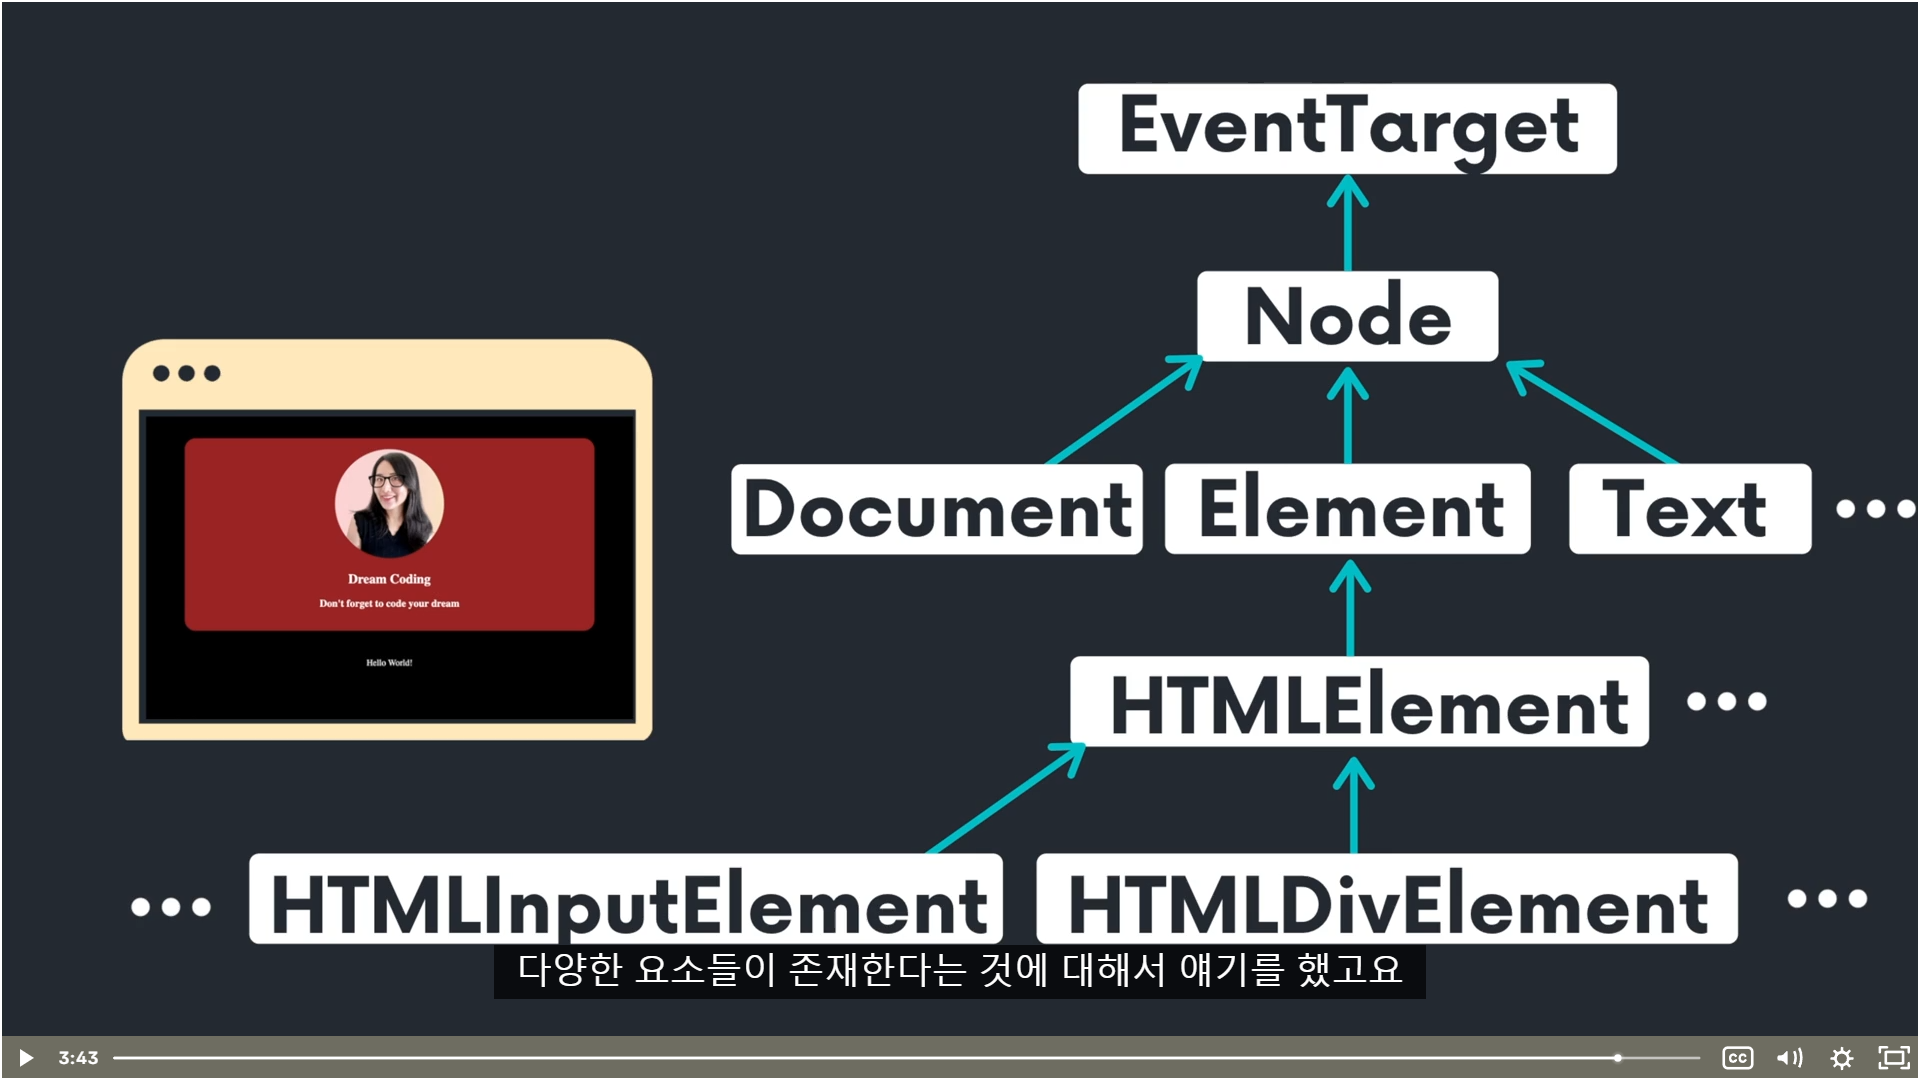 EventTarget
Node
Document Element Text
Dream Coding
Don't forget to code your dream
Hello World!
HTMLElement
HTMLInputElement HTMLDivElement
다양한 요소들이 존재한다는 것에 대해서 얘기를 했고요
3:43
CC